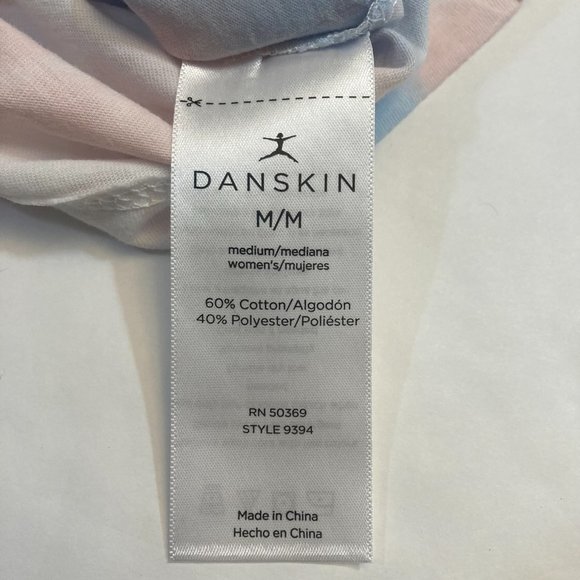 DANSKIN
M/M
medium/mediana
women's/mujeres
60% Cotton/Algodón
40% Polyester/Poliéster
RN 50369
STYLE 9394
Made in China
Hecho en China